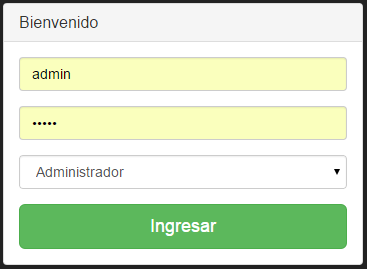 Bienvenido
admin
•••••
Administrador
Ingresar